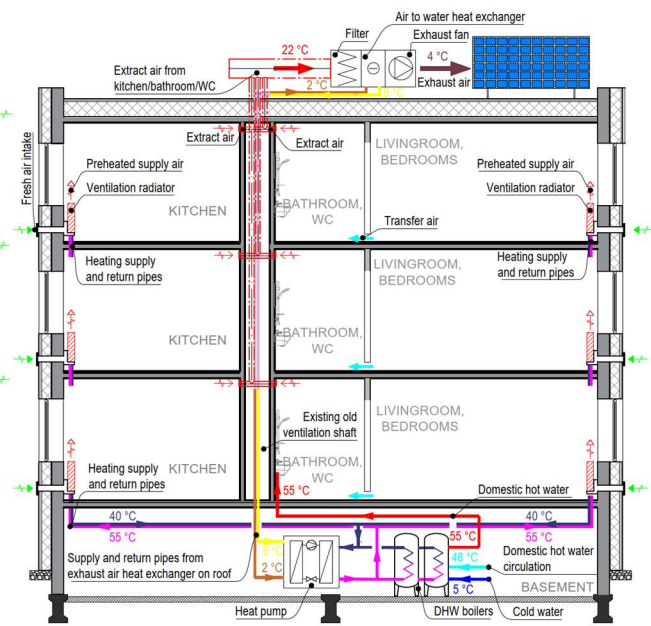 Air to water heat exchanger
Filter
Exhaust fan
22 °C
4 °C
Extract air from
kitchen/bathroom/WC
2 °C
5 °C
Exhaust air
Fresh air intake
Extract air
Extract air
LIVINGROOM,
BEDROOMS
Preheated supply air
Preheated supply air
Ventilation radiator
Ventilation radiator
KITCHEN
BATHROOM,
WC
Transfer air
Heating supply
and return pipes
Heating supply
and return pipes
LIVINGROOM,
BEDROOMS
KITCHEN
BATHROOM,
WC
LIVINGROOM,
BEDROOMS
Existing old
ventilation shaft
KITCHEN
BATHROOM,
WC
Heating supply
and return pipes
55 °C
Domestic hot water
40 °C
40 °C
55 °C
55 °C
55 °C
Supply and return pipes from
exhaust air heat exchanger on roof
5 °C
2 °C
48 °C
Domestic hot water
circulation
5 °C
BASEMENT
Heat pump
DHW boilers
Cold water